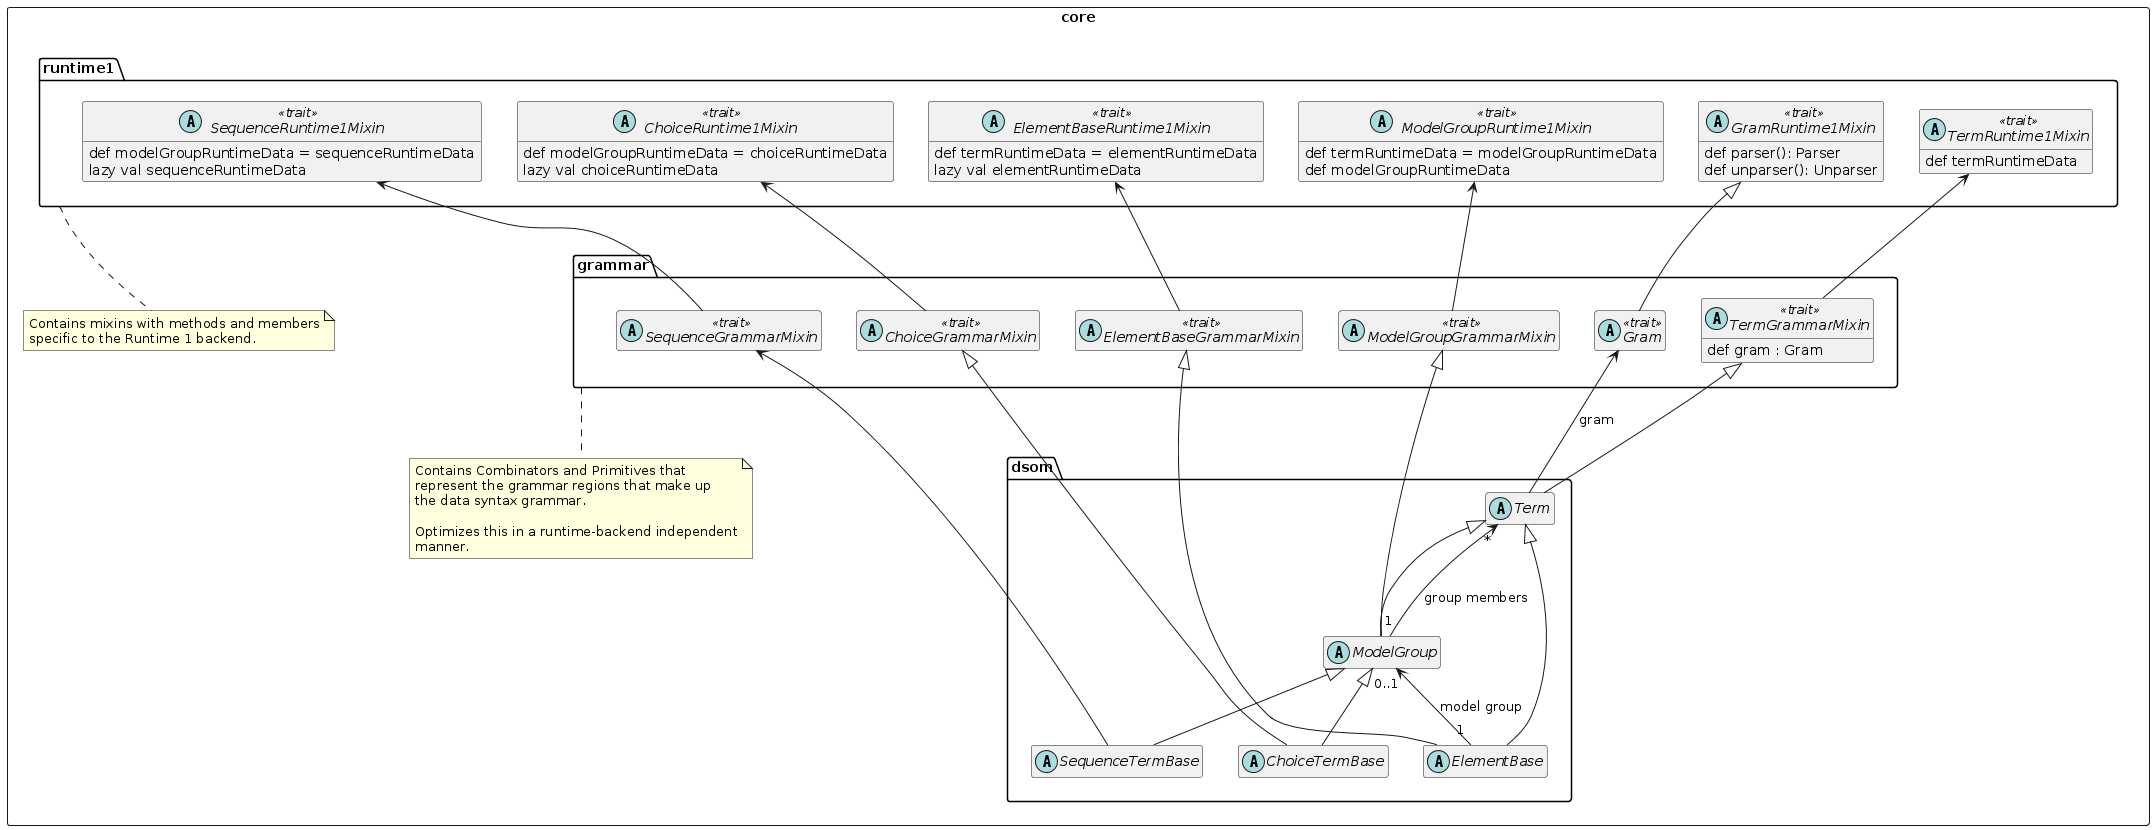 core
runtime1
A
«trait»
SequenceRuntime1Mixin
def modelGroupRuntimeData = sequenceRuntimeData
lazy val sequenceRuntimeData
A
«trait»
ChoiceRuntime1Mixin
def modelGroupRuntimeData = choiceRuntimeData
lazy val choiceRuntimeData
A
«trait»
ElementBaseRuntime1Mixin
def termRuntimeData = elementRuntimeData
lazy val elementRuntimeData
A
«trait»
ModelGroupRuntime1Mixin
def termRuntimeData = modelGroupRuntimeData
def modelGroupRuntimeData
A
«trait»
GramRuntime1Mixin
def parser(): Parser
def unparser(): Unparser
A
«trait»
TermRuntime1Mixin
def termRuntimeData
Contains mixins with methods and members
specific to the Runtime 1 backend.
grammar
A
«trait»
SequenceGrammarMixin
A
«trait»
ChoiceGrammarMixin
A
«trait»
ElementBaseGrammarMixin
A
«trait»
ModelGroupGrammarMixin
A
«trait»
Gram
A
«trait»
TermGrammarMixin
def gram : Gram
gram
Contains Combinators and Primitives that
represent the grammar regions that make up
the data syntax grammar.
Optimizes this in a runtime-backend independent
manner.
dsom
A
Term
*
group members
1
A
ModelGroup
0..1
model group
1
A
SequenceTermBase
A
ChoiceTermBase
A
ElementBase